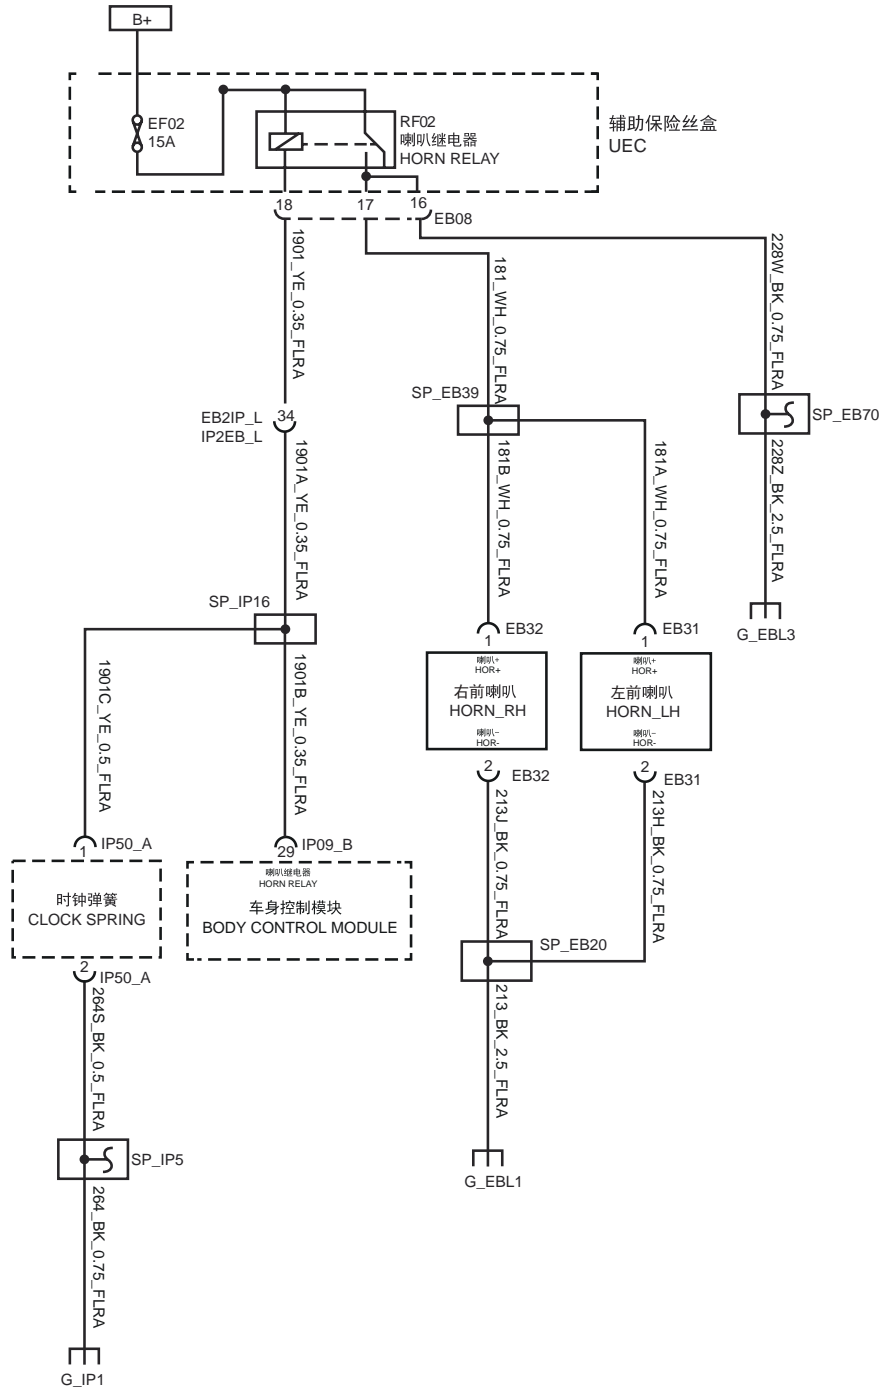 B+
EF02
15A
RF02
喇叭继电器
HORN RELAY
辅助保险丝盒
UEC
18
17
16
EB08
1901_YE_0.35_FLRA
181_WH_0.75_FLRA
228W_BK_0.75_FLRA
SP_EB39
SP_EB70
EB2IP_L
34
IP2EB_L
1901A_YE_0.35_FLRA
181B_WH_0.75_FLRA
181A_WH_0.75_FLRA
228Z_BK_2.5_FLRA
SP_IP16
G_EBL3
EB32
1
EB31
1
喇叭+
HOR+
右前喇叭
HORN_RH
喇叭-
HOR-
喇叭+
HOR+
左前喇叭
HORN_LH
喇叭-
HOR-
1901C_YE_0.5_FLRA
1901B_YE_0.35_FLRA
2
EB32
2
EB31
213J_BK_0.75_FLRA
213H_BK_0.75_FLRA
IP50_A
1
IP09_B
29
时钟弹簧
CLOCK SPRING
喇叭继电器
HORN RELAY
车身控制模块
BODY CONTROL MODULE
SP_EB20
2
IP50_A
264S_BK_0.5_FLRA
213_BK_2.5_FLRA
SP_IP5
G_EBL1
264_BK_0.75_FLRA
G_IP1